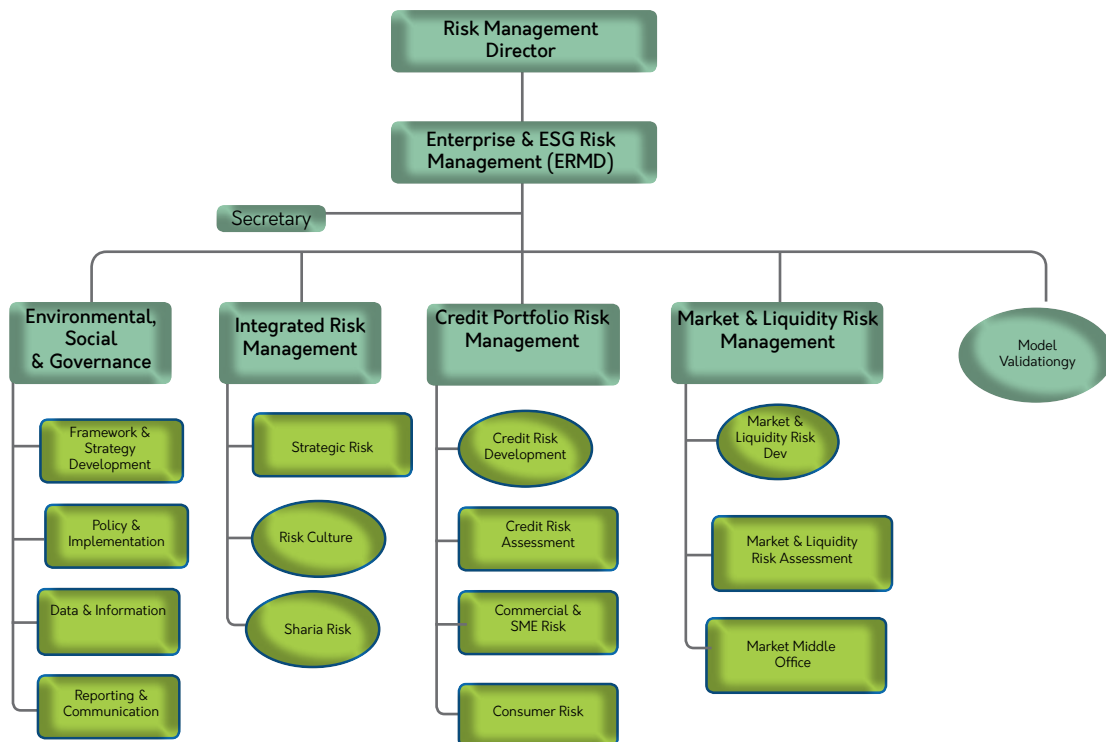 Risk Management
Director
Enterprise & ESG Risk
Management (ERMD)
Secretary
Environmental,
Social
& Governance
Integrated Risk
Management
Credit Portfolio Risk
Management
Market & Liquidity Risk
Management
Model
Validationgy
Framework &
Strategy
Development
Policy &
Implementation
Data & Information
Reporting &
Communication
Strategic Risk
Risk Culture
Sharia Risk
Credit Risk
Development
Credit Risk
Assessment
Commercial &
SME Risk
Consumer Risk
Market &
Liquidity Risk
Dev
Market & Liquidity
Risk Assessment
Market Middle
Office